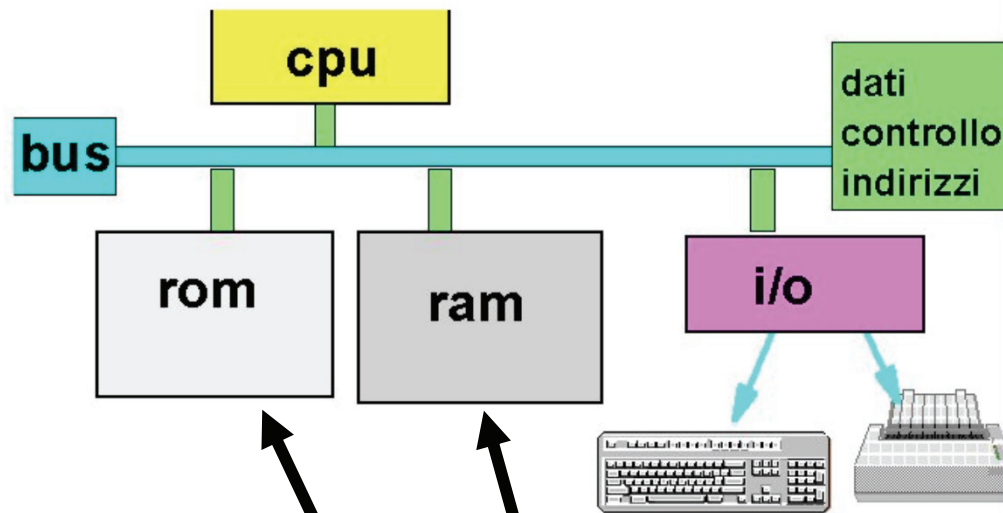 cpu
bus
dati
controllo
indirizzi
rom
ram
i/o